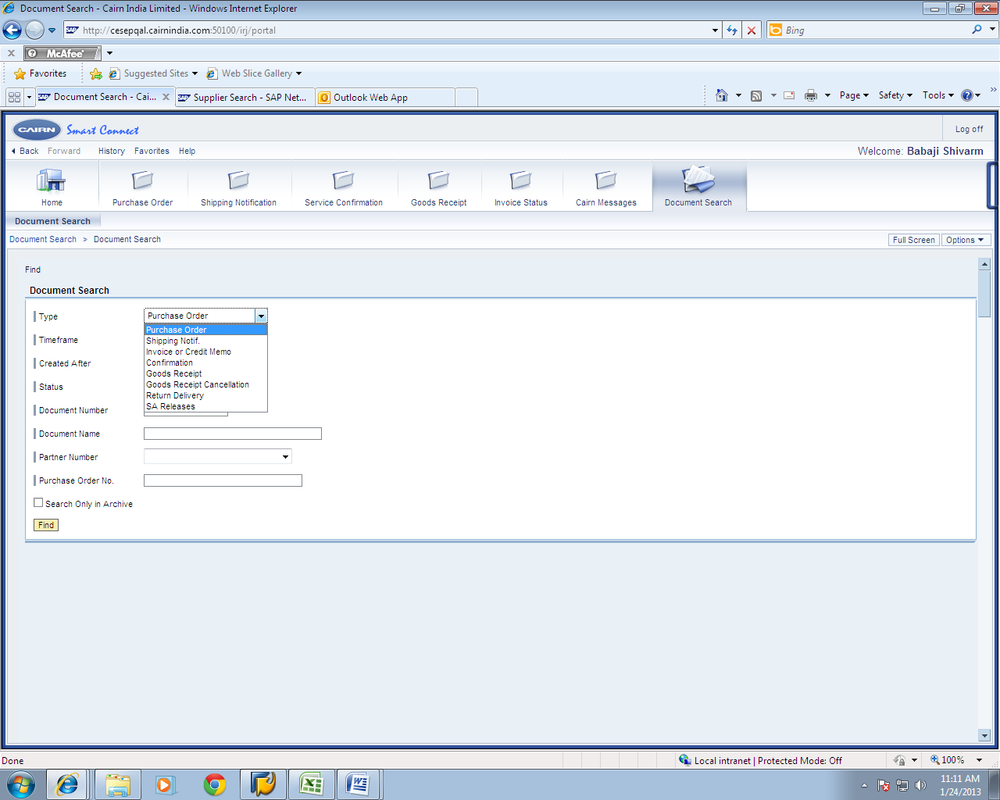 Document Search - Cairn India Limited - Windows Internet Explorer
http://cesepqal.cairnindia.com:50100/irj/portal
Bing
x McAfee
Favorites Suggested Sites Web Slice Gallery
Document Search - Cai... X Supplier Search - SAP Net... Outlook Web App
Page Safety Tools »
CAIRN Smart Connect Log off
Back Forward History Favorites Help Welcome: Babaji Shivarm
Home Purchase Order Shipping Notification Service Confirmation Goods Receipt Invoice Status Cairn Messages Document Search
Document Search
Document Search > Document Search Full Screen Options
Find
Document Search
Type Purchase Order
Purchase Order
Shipping Notif.
Invoice or Credit Memo
Confirmation
Goods Receipt
Goods Receipt Cancellation
Return Delivery
SA Releases
Timeframe
Created After
Status
Document Number
Document Name
Partner Number
Purchase Order No.
Search Only in Archive
Find
Done Local intranet | Protected Mode: Off 100%
11:11 AM
1/24/2013